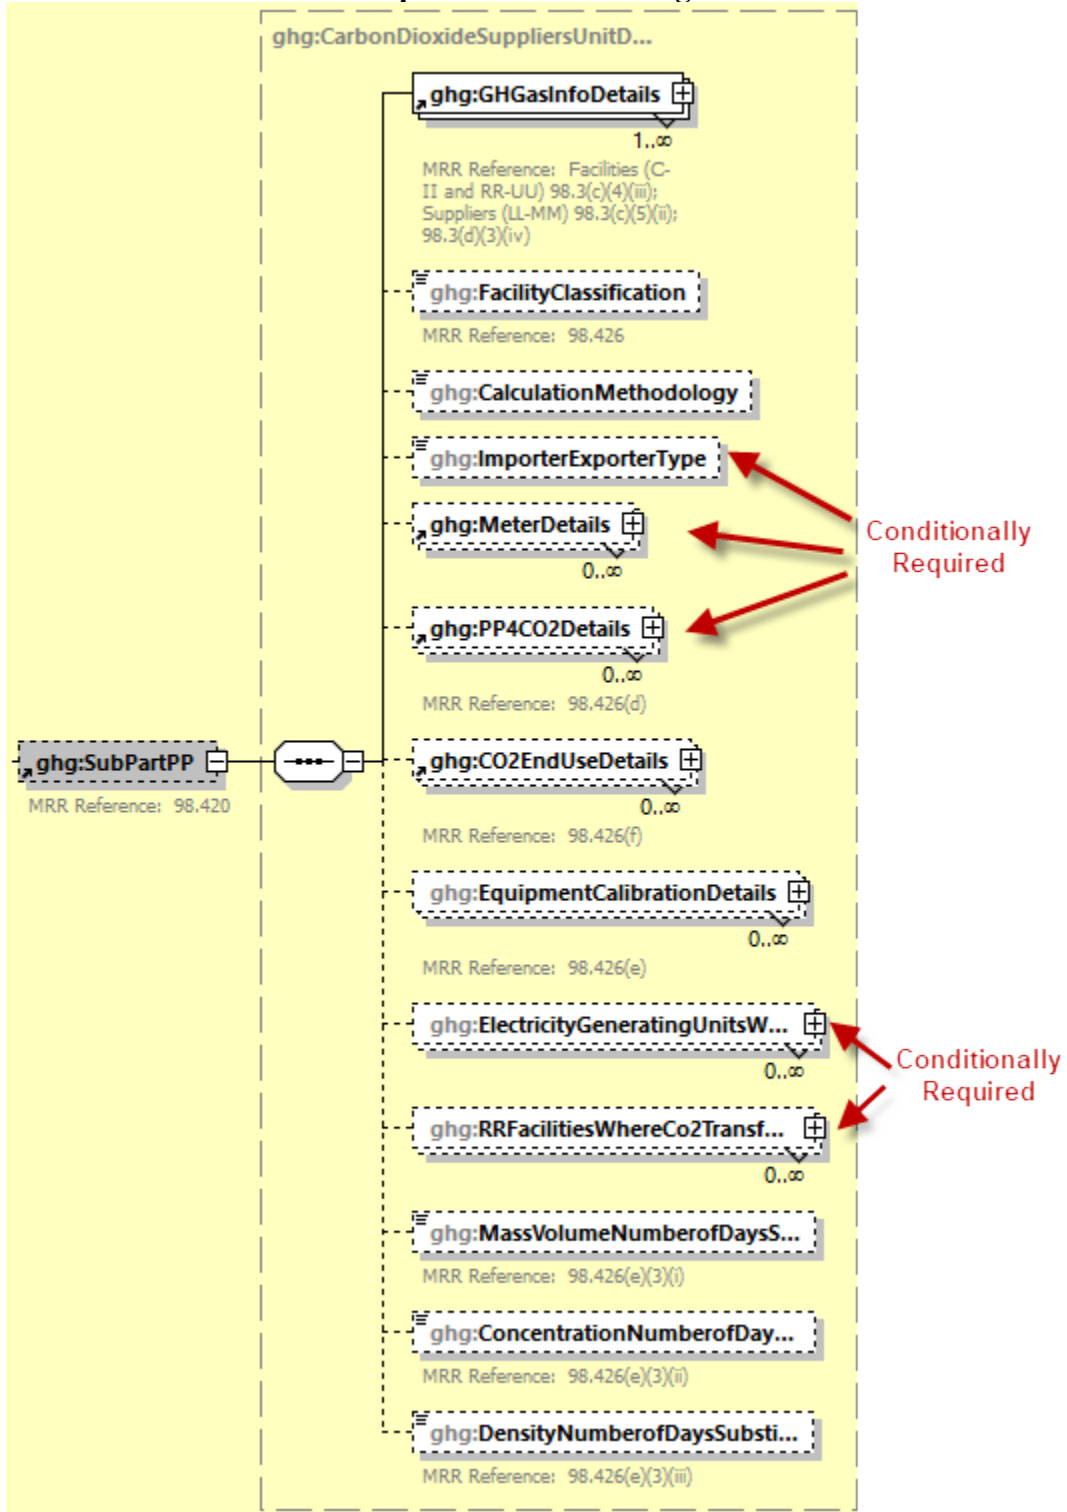 ghg:CarbonDioxideSuppliersUnitD...
ghg:GHGasInfoDetails
1..∞
MRR Reference: Facilities (C-
II and RR-UU) 98.3(c)(4)(iii);
Suppliers (LL-MM) 98.3(c)(5)(ii);
98.3(d)(3)(iv)
ghg:FacilityClassification
MRR Reference: 98.426
ghg:CalculationMethodology
ghg:ImporterExporterType
ghg:MeterDetails
0..∞
Conditionally
Required
ghg:PP4CO2Details
0..∞
MRR Reference: 98.426(d)
ghg:SubPartPP
MRR Reference: 98.420
ghg:CO2EndUseDetails
0..∞
MRR Reference: 98.426(f)
ghg:EquipmentCalibrationDetails
0..∞
MRR Reference: 98.426(e)
ghg:ElectricityGeneratingUnitsW...
0..∞
Conditionally
Required
ghg:RRFacilitiesWhereCo2Transf...
0..∞
ghg:MassVolumeNumberofDaysS...
MRR Reference: 98.426(e)(3)(i)
ghg:ConcentrationNumberofDay...
MRR Reference: 98.426(e)(3)(ii)
ghg:DensityNumberofDaysSubsti...
MRR Reference: 98.426(e)(3)(iii)